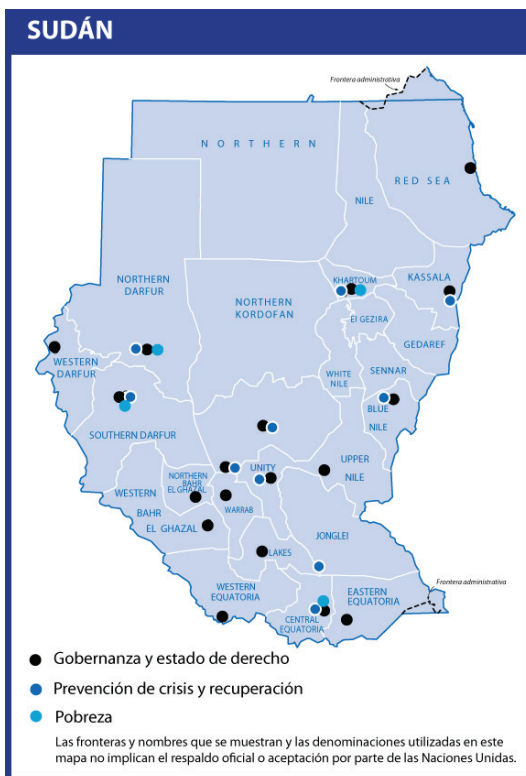 SUDÁN
Frontera administrativa
NORTHERN
RED SEA
NILE
NORTHERN
DARFUR
NORTHERN
KORDOFAN
KHARTOUM
KASSALA
El GEZIRA
GEDAREF
WESTERN
DARFUR
WHITE
NILE
SENNAR
BLUE
NILE
SOUTHERN DARFUR
UPPER
NILE
UNITY
NORTHERN
BAHR
EL GHAZAL
WESTERN
BAHR
EL GHAZAL
WARRAB
JONGLEI
LAKES
WESTERN
EQUATORIA
CENTRAL
EQUATORIA
EASTERN
EQUATORIA
Frontera administrativa
Gobernanza y estado de derecho
Prevención de crisis y recuperación
Pobreza
Las fronteras y nombres que se muestran y las denominaciones utilizadas en este
mapa no implican el respaldo oficial o aceptación por parte de las Naciones Unidas.